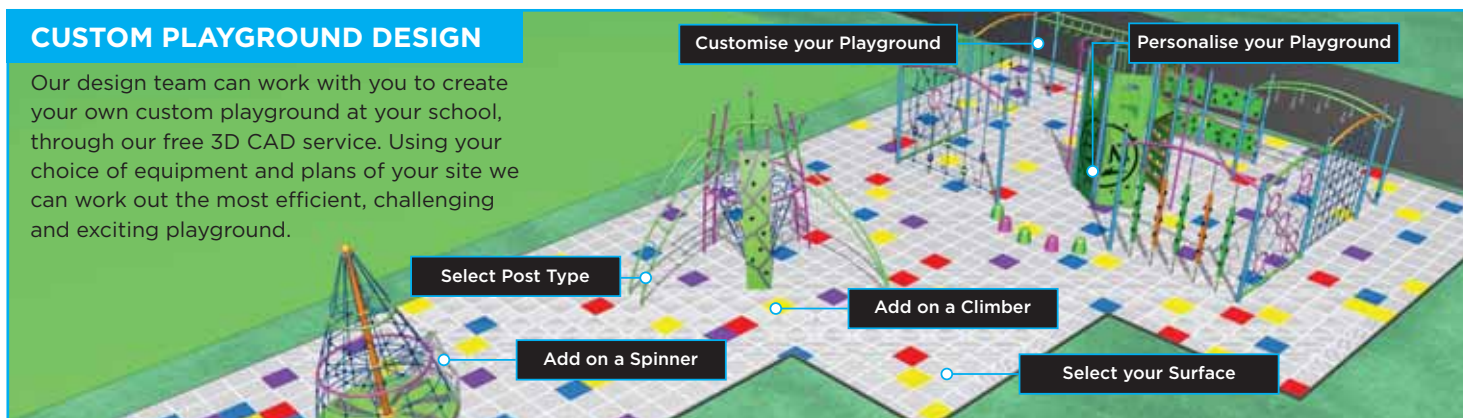 CUSTOM PLAYGROUND DESIGN
Our design team can work with you to create
your own custom playground at your school,
through our free 3D CAD service. Using your
choice of equipment and plans of your site we
can work out the most efficient, challenging
and exciting playground.
Customise your Playground
Personalise your Playground
Select Post Type
Add on a Climber
Add on a Spinner
Select your Surface